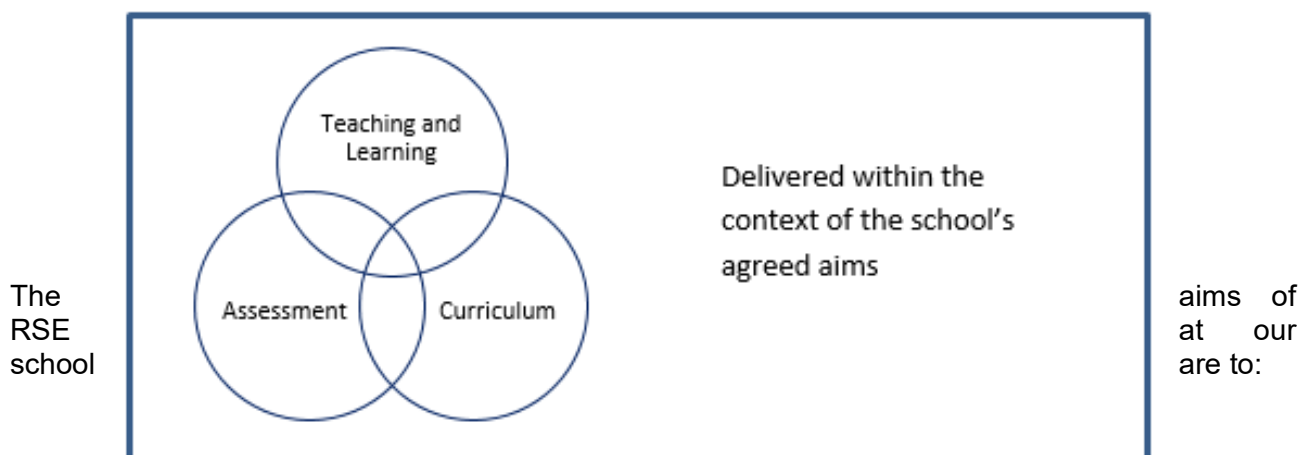 Teaching and
Learning
Delivered within the
context of the school's
agreed aims
Assessment
Curriculum
The aims of
RSE at our
school are to: